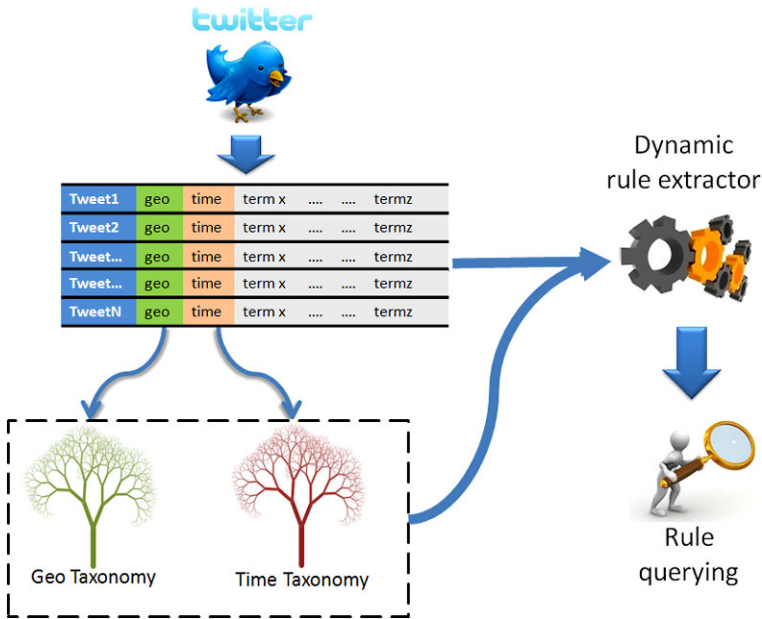 twitter
Tweet1 geo time term x .... .... termz
Tweet2 geo time term x .... .... termz
Tweet... geo time term x .... .... termz
Tweet... geo time term x .... .... termz
TweetN geo time term x .... .... termz
Geo Taxonomy
Time Taxonomy
Dynamic
rule extractor
Rule
querying